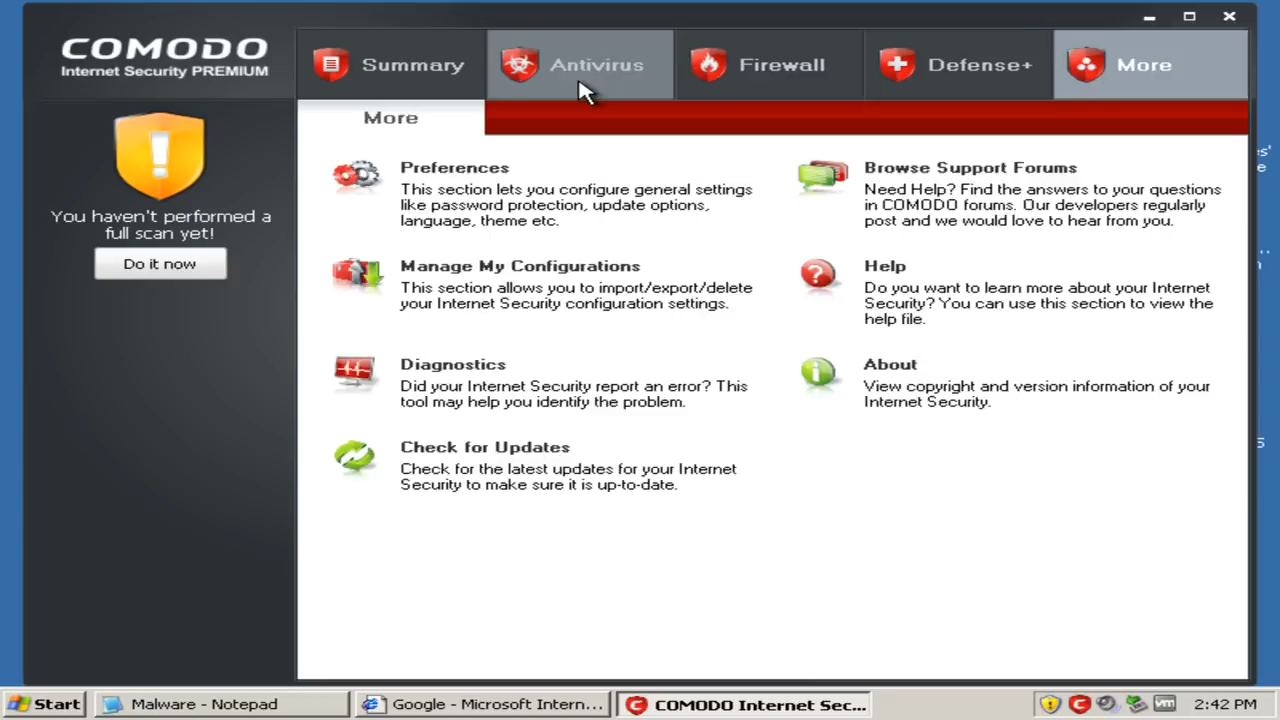 COMODO
Internet Security PREMIUM
Summary
Antivirus
Firewall
Defense+
More
More
You haven't performed a
full scan yet!
Do it now
Preferences
This section lets you configure general settings
like password protection, update options,
language, theme etc.
Manage My Configurations
This section allows you to import/export/delete
your Internet Security configuration settings.
Diagnostics
Did your Internet Security report an error? This
tool may help you identify the problem.
Check for Updates
Check for the latest updates for your Internet
Security to make sure it is up-to-date.
Browse Support Forums
Need Help? Find the answers to your questions
in COMODO forums. Our developers regularly
post and we would love to hear from you.
Help
Do you want to learn more about your Internet
Security? You can use this section to view the
help file.
About
View copyright and version information of your
Internet Security.
Start
Malware - Notepad
Google - Microsoft Intern...
COMODO Internet Sec...
vm
2:42 PM